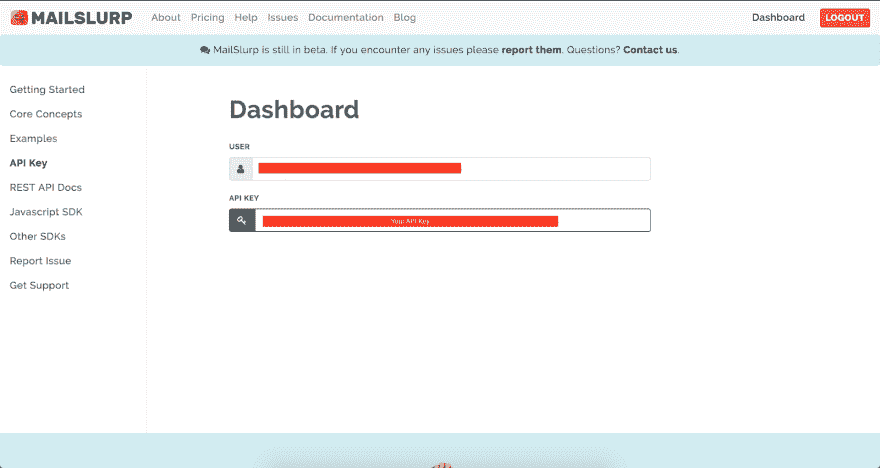 MAILSLURP About Pricing Help Issues Documentation Blog Dashboard LOGOUT
MailSlurp is still in beta. If you encounter any issues please report them. Questions? Contact us.
Getting Started
Core Concepts
Examples
API Key
REST API Docs
Javascript SDK
Other SDKs
Report Issue
Get Support
Dashboard
USER
API KEY
Your API Key